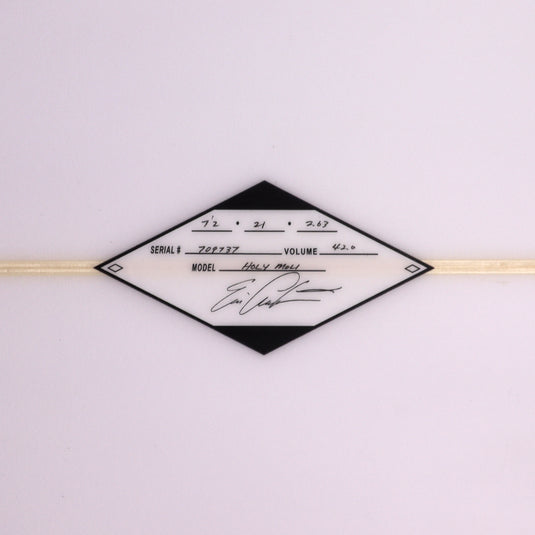 7'2 • 21 • 2.63
SERIAL # 709737 VOLUME 42.0
MODEL HOLY MOLI